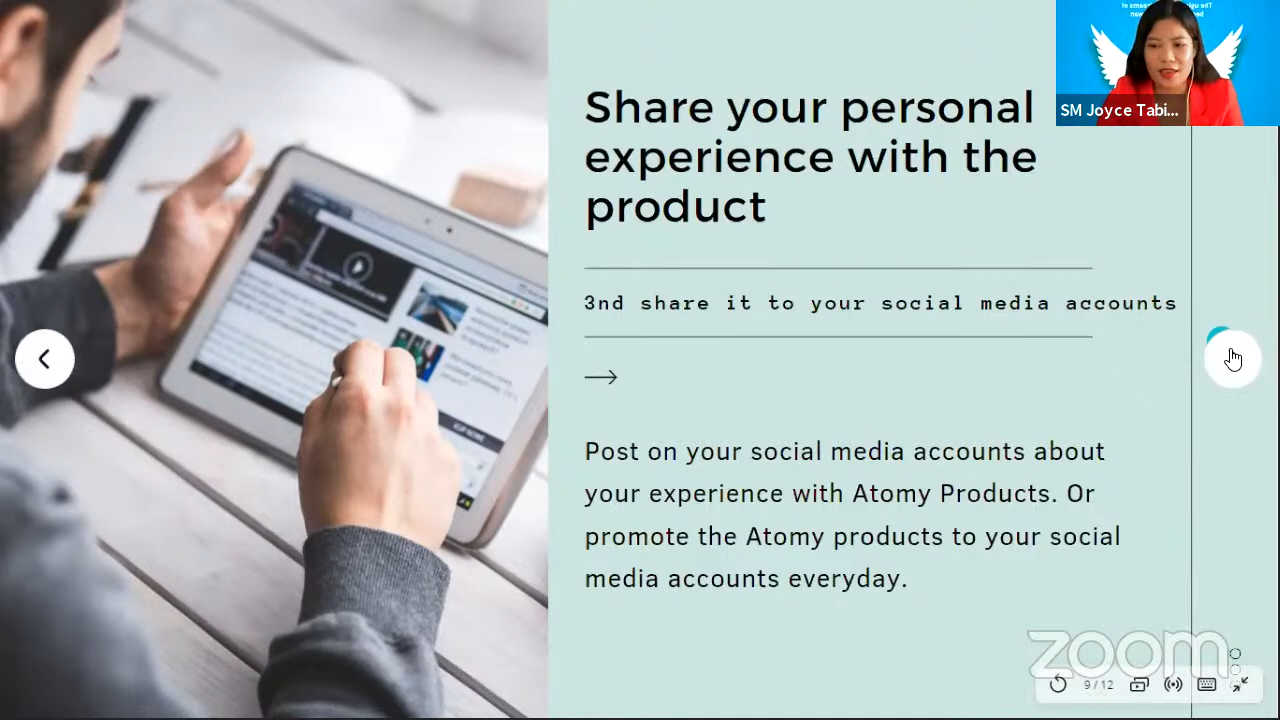 SM Joyce Tabi...
Share your personal
experience with the
product
3nd share it to your social media accounts
Post on your social media accounts about
your experience with Atomy Products. Or
promote the Atomy products to your social
media accounts everyday.
zoom
9/12